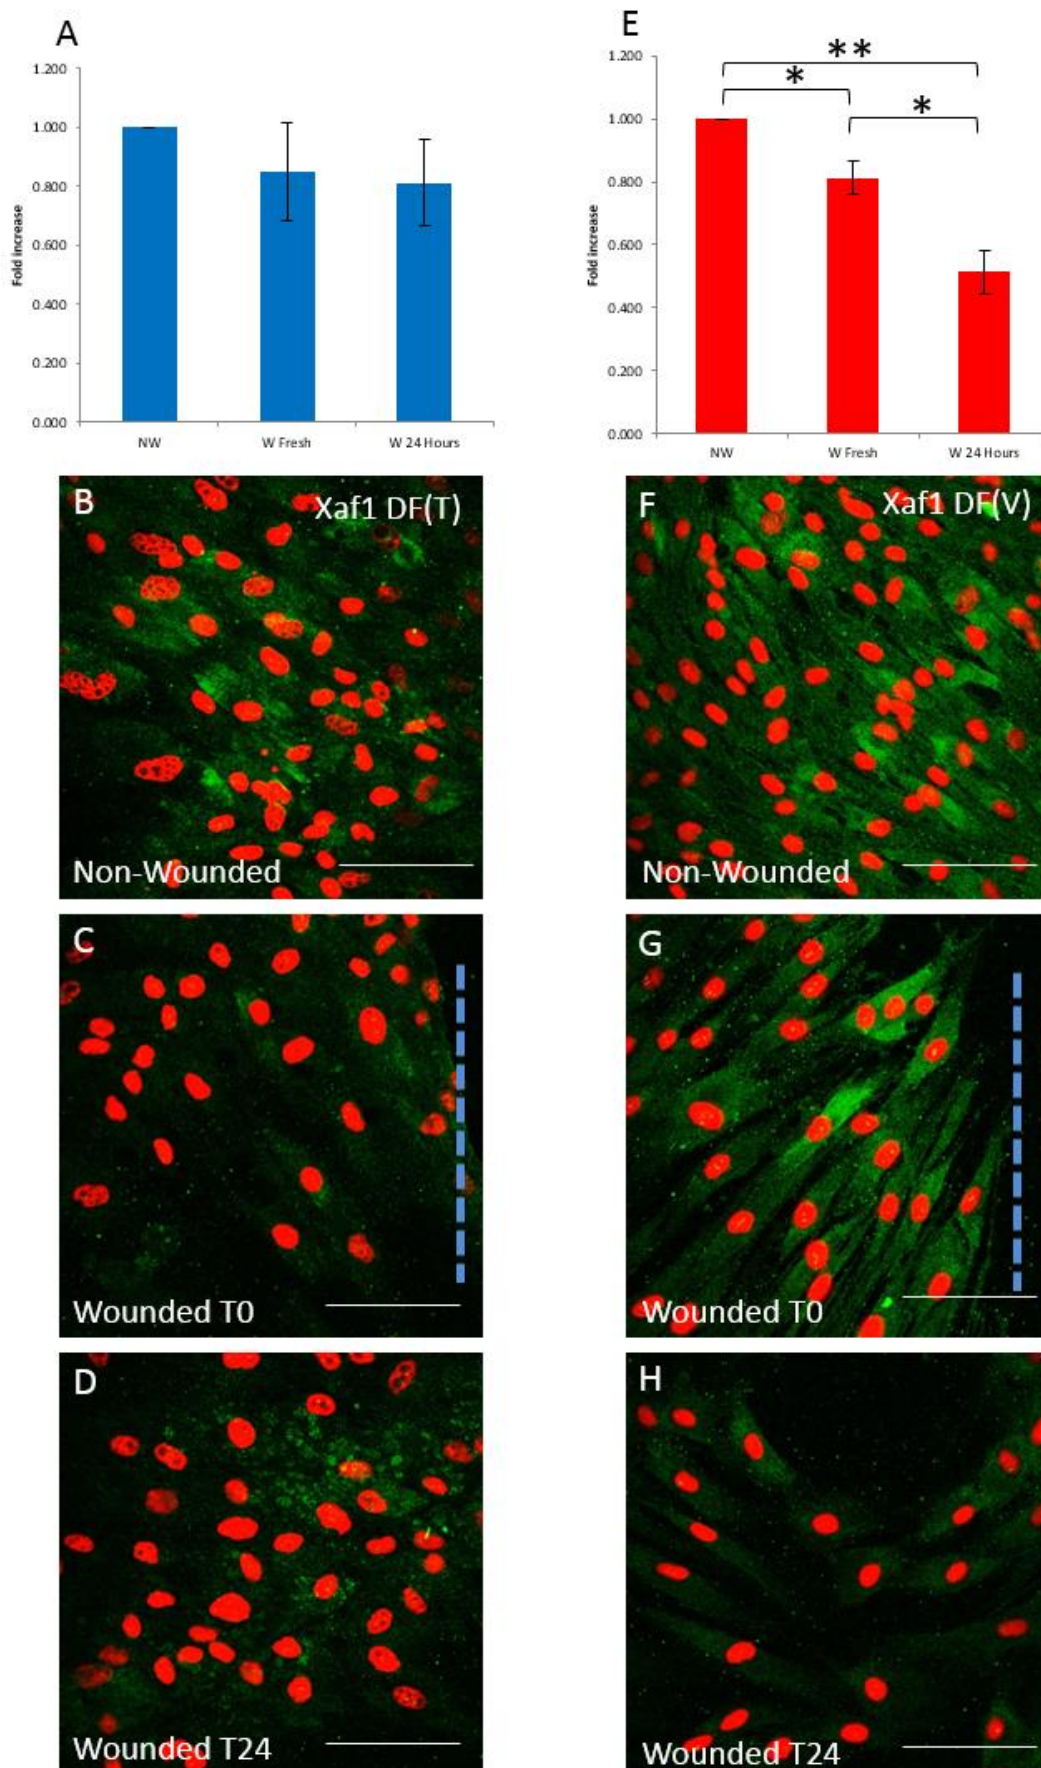 A
1.200
1.000
0.800
0.600
0.400
0.200
0.000
Fold increase
NW
W Fresh
W 24 Hours
E
**
*
*
1.200
1.000
0.800
0.600
0.400
0.200
0.000
Fold increase
NW
W Fresh
W 24 Hours
B
Xaf1 DF(T)
Non-Wounded
F
Xaf1 DF(V)
Non-Wounded
C
Wounded T0
G
Wounded T0
D
Wounded T24
H
Wounded T24